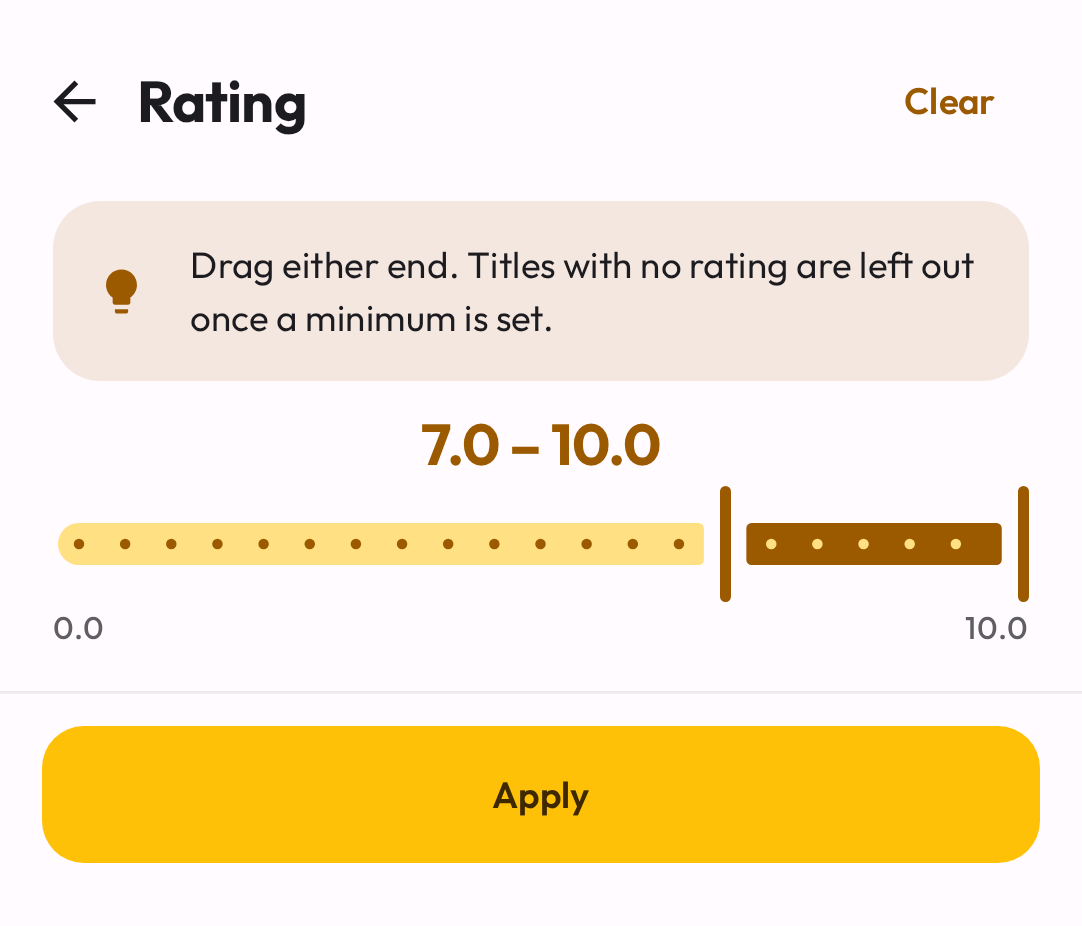 Rating
Clear
Drag either end. Titles with no rating are left out
once a minimum is set.
7.0 – 10.0
0.0
10.0
Apply